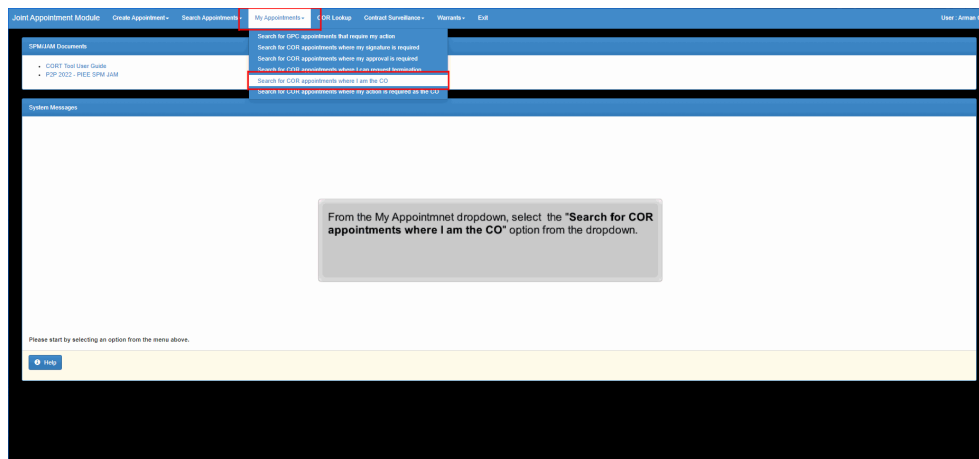 Joint Appointment Module Create Appointment Search Appointments My Appointments COR Lookup Contract Surveillance Warrants Exit User : Arman
Search for GPC appointments that require my action
Search for COR appointments where my signature is required
Search for COR appointments where my approval is required
Search for COR appointments where I can request termination
Search for COR appointments where I am the CO
Search for COR appointments where my action is required as the CO
SPM/JAM Documents
CORT Tool User Guide
P2P 2022 - PIEE SPM JAM
System Messages
From the My Appointmnet dropdown, select the "Search for COR
appointments where I am the CO" option from the dropdown.
Please start by selecting an option from the menu above.
Help